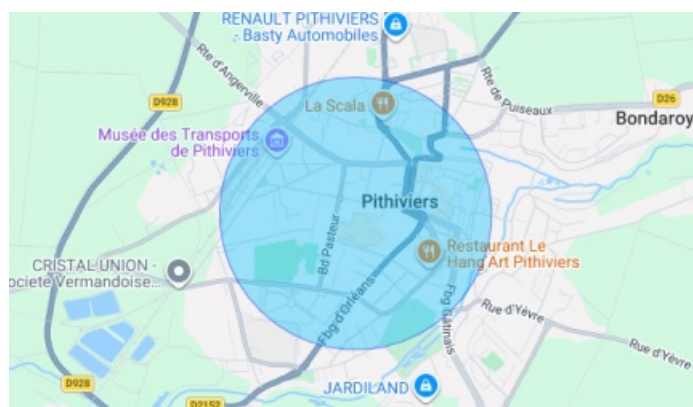 RENAULT PITHIVIERS
- Basty Automobiles
Rte d'Angerville
Rte de Puiseaux
D928
La Scala
D26
Bondaroy
Musée des Transports
de Pithiviers
Pithiviers
Bd Pasteur
Restaurant Le
Hang'Art Pithiviers
CRISTAL UNION -
Societe Vermandoise...
Fbg d'Orléans
Fbg Gâtinais
Rue d'Yèvre
Rue d'Yèvre
D928
JARDILAND
D2152